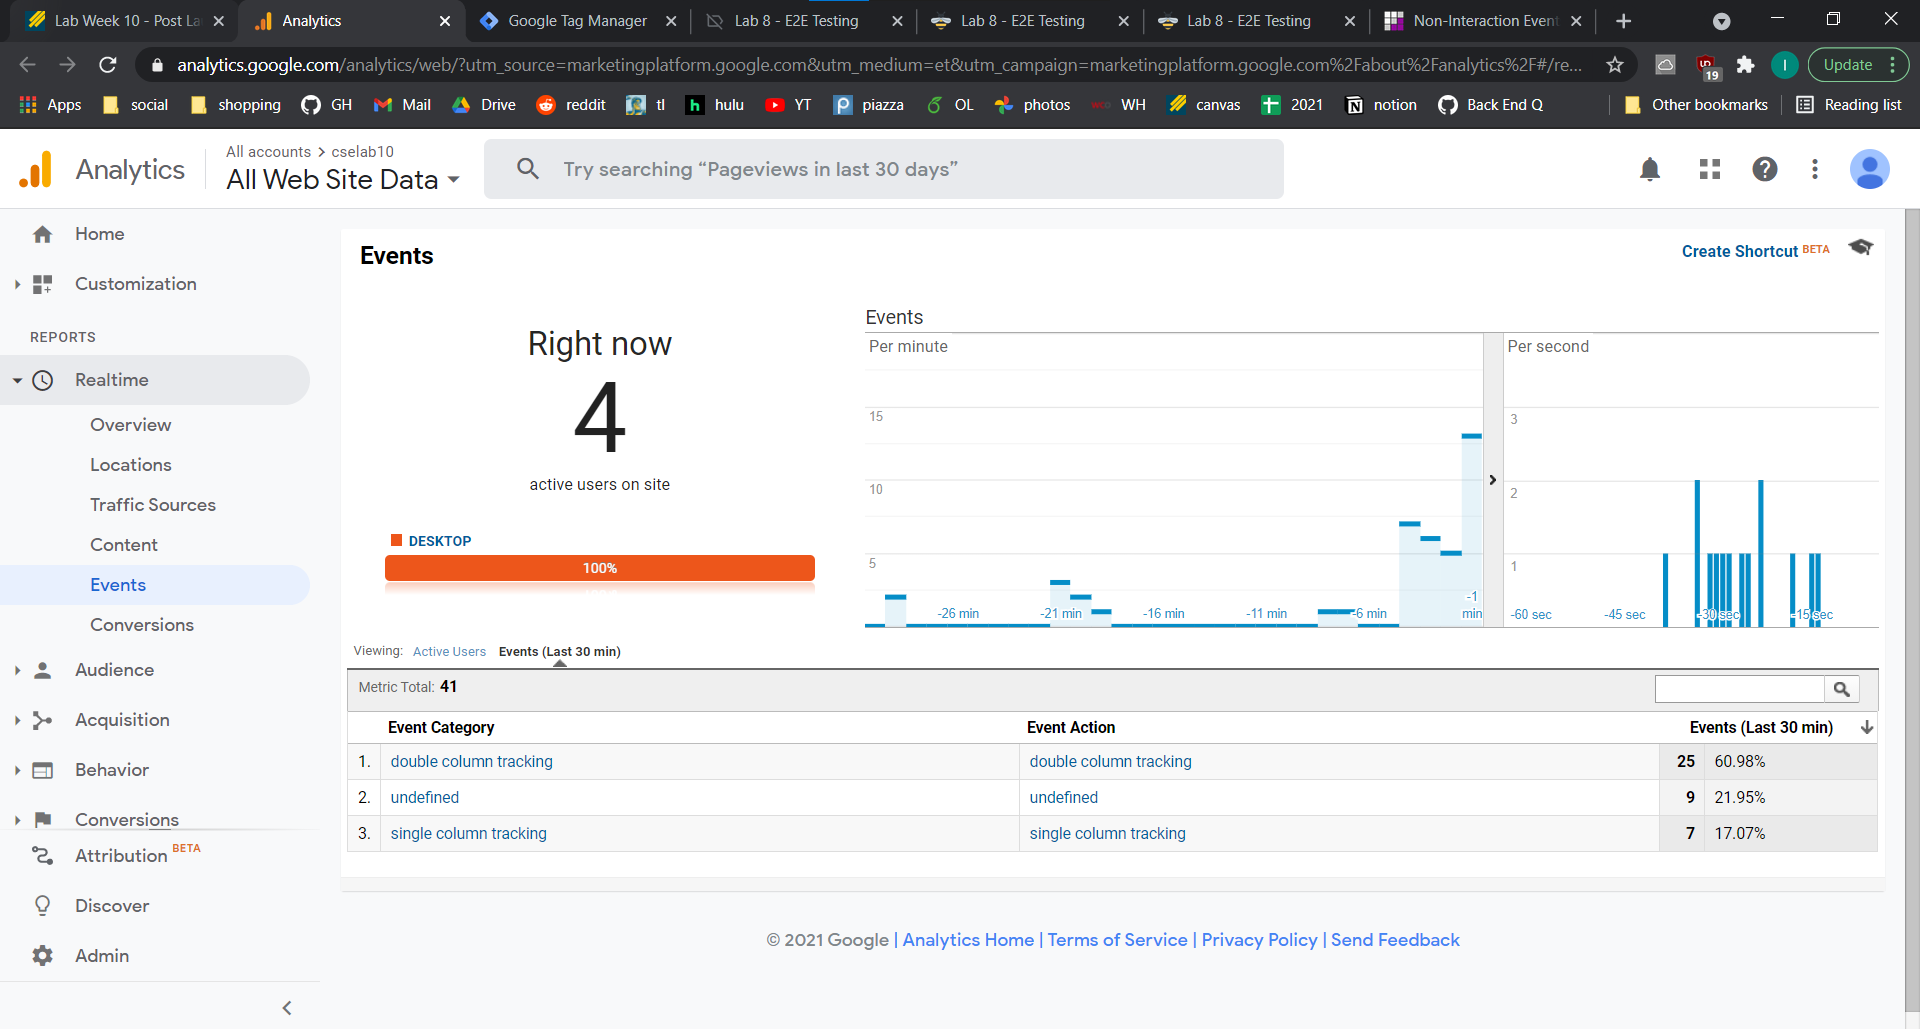 Lab Week 10 - Post La
Analytics
Google Tag Manager
Lab 8 - E2E Testing
Lab 8 - E2E Testing
Lab 8 - E2E Testing
Non-Interaction Even
analytics.google.com/analytics/web/?utm_source=marketingplatform.google.com&utm_medium=et&utm_campaign=marketingplatform.google.com%2Fabout%2Fanalytics%2F#/re...
19
I
Update
Apps social shopping GH Mail Drive reddit tl hulu YT piazza OL photos WH canvas 2021 notion Back End Q Other bookmarks Reading list
Analytics
All accounts > cselab10
All Web Site Data
Try searching “Pageviews in last 30 days”
Home
Customization
REPORTS
Realtime
Overview
Locations
Traffic Sources
Content
Events
Conversions
Audience
Acquisition
Behavior
Conversions
Attribution BETA
Discover
Admin
Events
Create Shortcut BETA
Right now
4
active users on site
DESKTOP
100%
Events
Per minute
15
10
5
-26 min -21 min -16 min -11 min -6 min -1 min
Per second
3
2
1
-60 sec -45 sec -30 sec -15 sec
Viewing: Active Users Events (Last 30 min)
Metric Total: 41
Event Category Event Action Events (Last 30 min)
1. double column tracking double column tracking 25 60.98%
2. undefined undefined 9 21.95%
3. single column tracking single column tracking 7 17.07%
© 2021 Google | Analytics Home | Terms of Service | Privacy Policy | Send Feedback